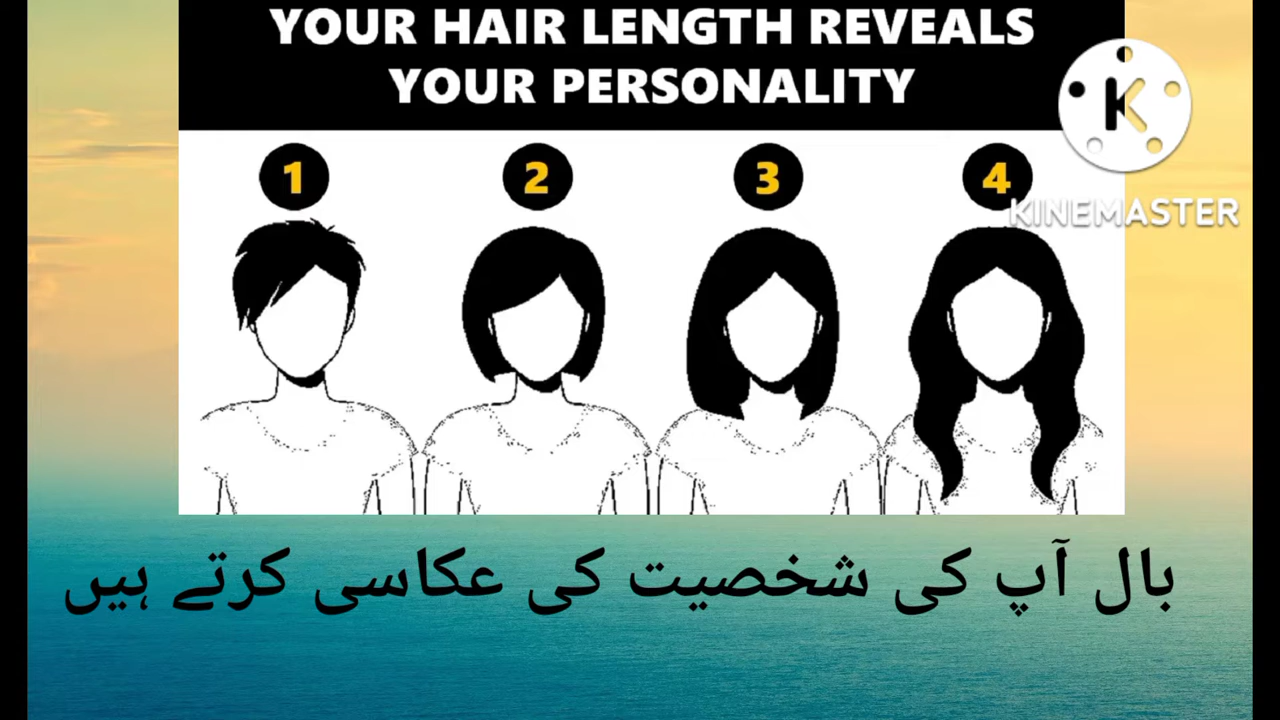 YOUR HAIR LENGTH REVEALS
YOUR PERSONALITY
1 2 3 4
K
KINEMASTER
بال آپ کی شخصیت کی عکاسی کرتے ہیں